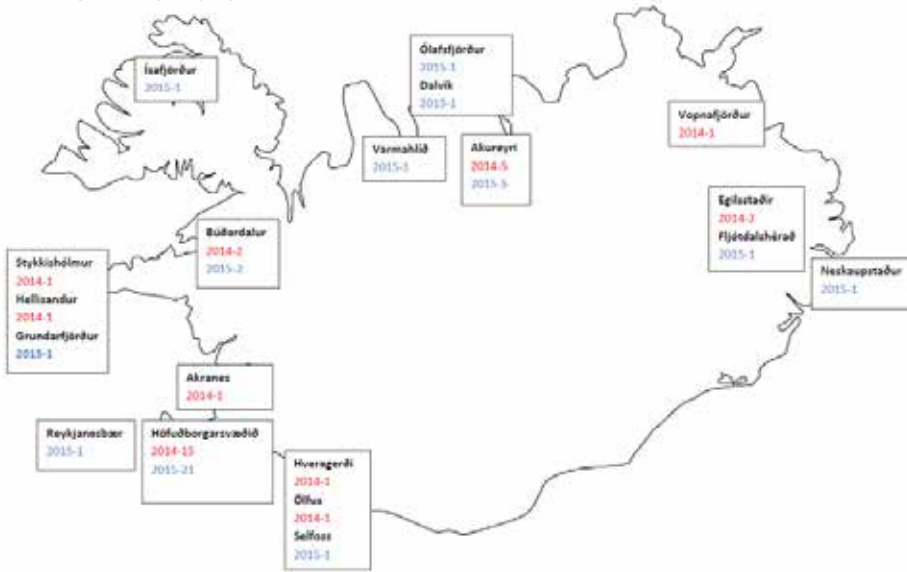 Ísafjörður
2015-1
Ólafsfjörður
2015-1
Dalvík
2015-1
Varmahlíð
2015-1
Akureyri
2014-5
2015-5
Vopnafjörður
2014-1
Egilsstaðir
2014-2
Fljótdalshérað
2015-1
Neskaupstaður
2015-1
Búðardalur
2014-2
2015-2
Stykkishólmur
2014-1
Hellisandur
2014-1
Grundarfjörður
2015-1
Akranes
2014-1
Reykjanesbær
2015-1
Höfuðborgarsvæðið
2014-15
2015-21
Hveragerði
2014-1
Ölfus
2014-1
Selfoss
2015-1